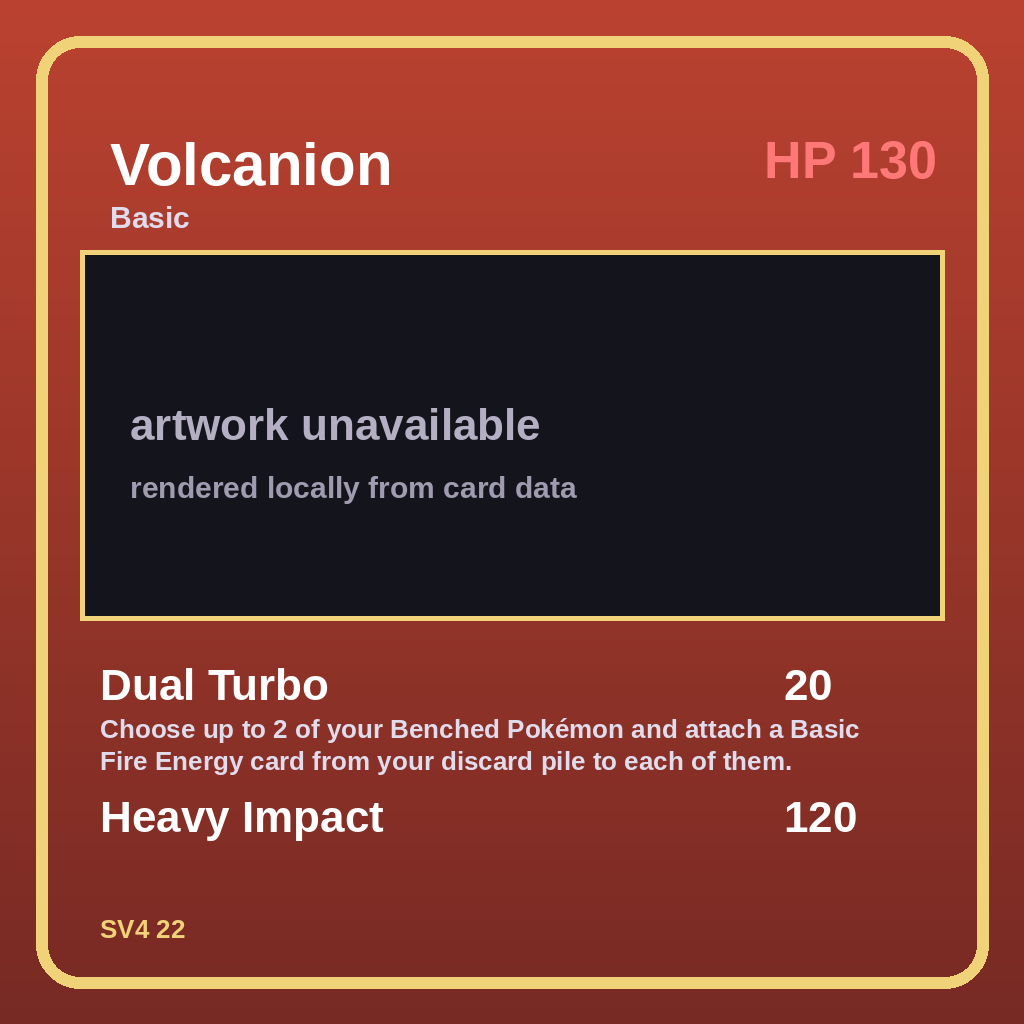 Volcanion
HP 130
Basic
artwork unavailable
rendered locally from card data
Dual Turbo
20
Choose up to 2 of your Benched Pokémon and attach a Basic
Fire Energy card from your discard pile to each of them.
Heavy Impact
120
SV4 22